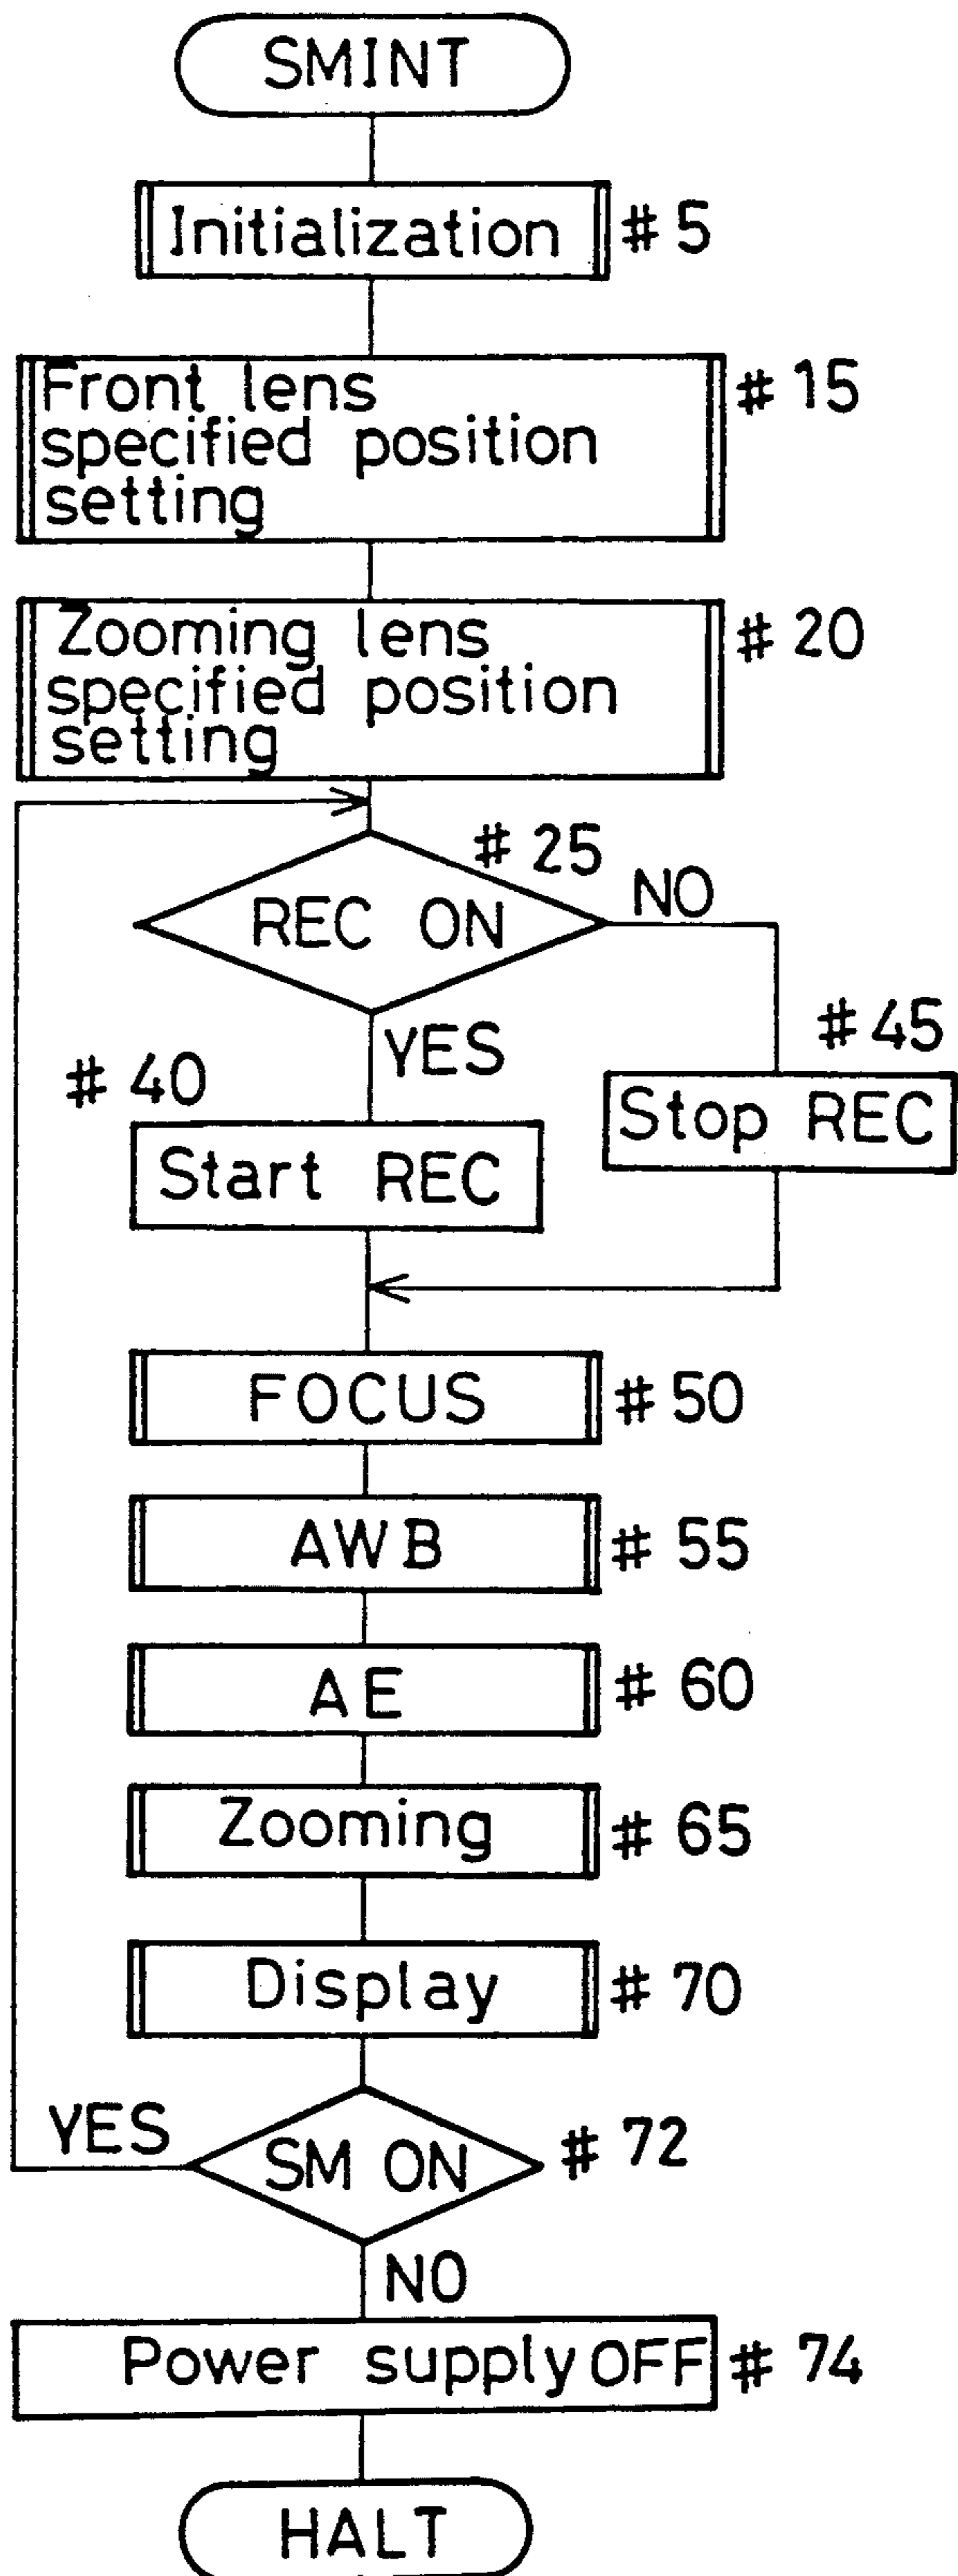 SMINT
Initialization # 5
Front lens # 15
specified position
setting
Zooming lens # 20
specified position
setting
# 25
REC ON NO
YES # 45
# 40 Stop REC
Start REC
FOCUS # 50
AWB # 55
AE # 60
Zooming # 65
Display # 70
YES SM ON # 72
NO
Power supply OFF # 74
HALT